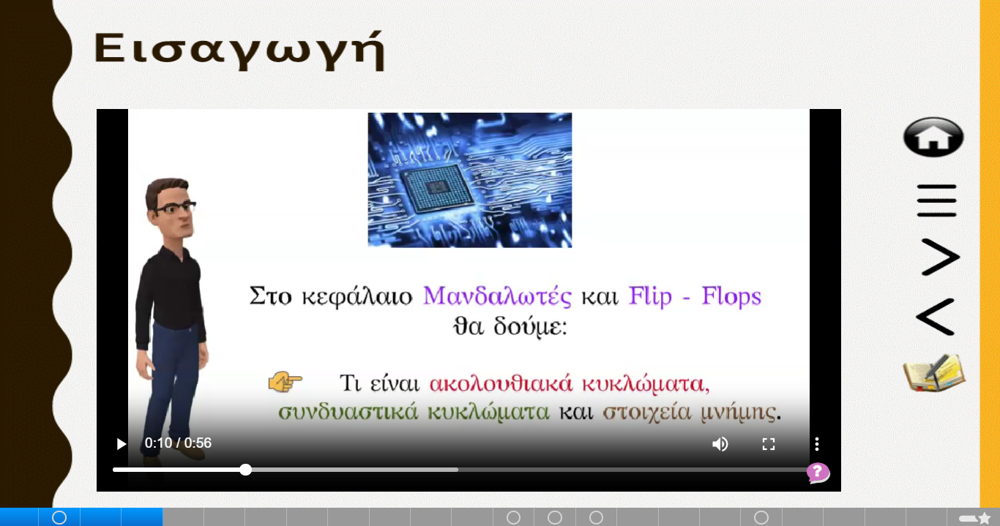 Εισαγωγή
Στο κεφάλαιο Μανδαλωτές και Flip - Flops
θα δούμε:
Τι είναι ακολουθιακά κυκλώματα,
συνδυαστικά κυκλώματα και στοιχεία μνήμης.
0:10 / 0:56
?